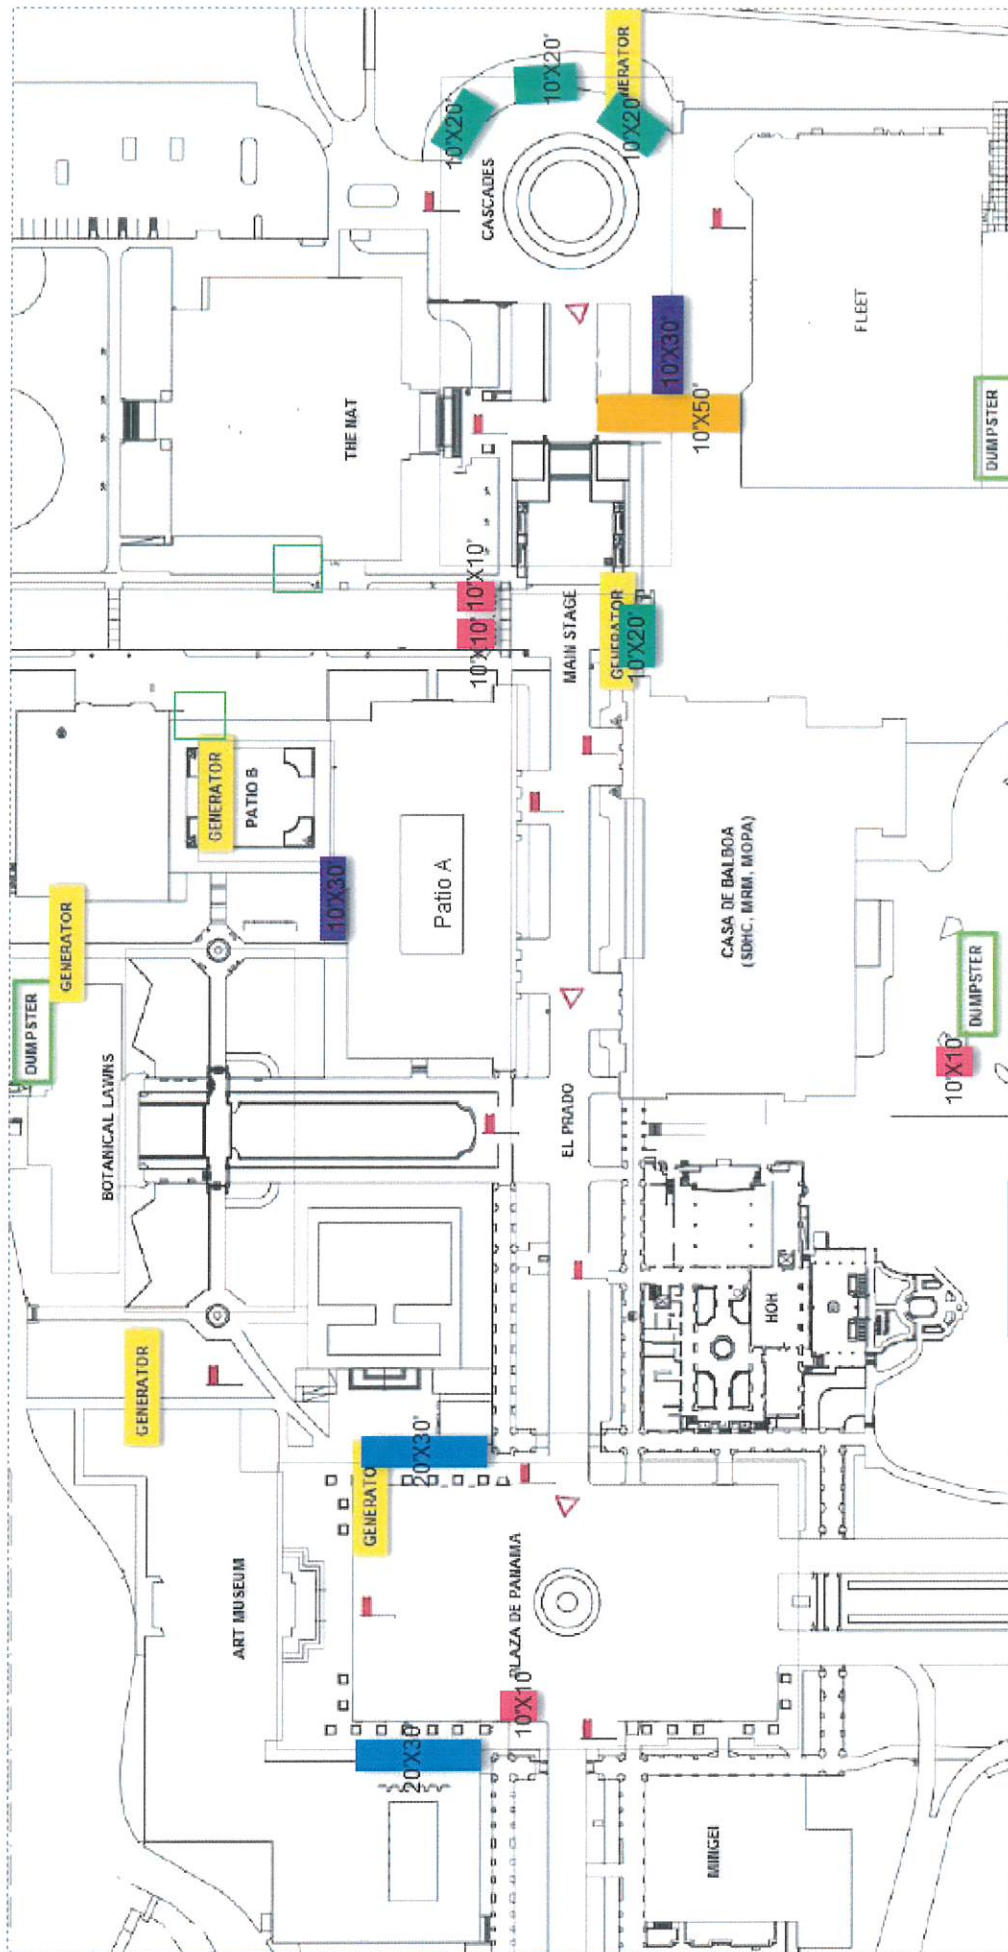 GENERATOR
10'X20'
10'X20'
10'X20'
CASCADES
FLEET
10'X30'
10'X50'
DUMPSTER
THE NAT
10'X10'
10'X10'
MAIN STAGE
GENERATOR
10'X20'
GENERATOR
PATIO B
10'X30'
Patio A
CASA DE BALBOA
(SDHC, MRM, MOPA)
GENERATOR
DUMPSTER
BOTANICAL LAWNS
EL PRADO
DUMPSTER
10'X10'
HOH
GENERATOR
20'X30'
GENERATO
ART MUSEUM
PLAZA DE PANAMA
10'X10'
20'X30'
MINGEI